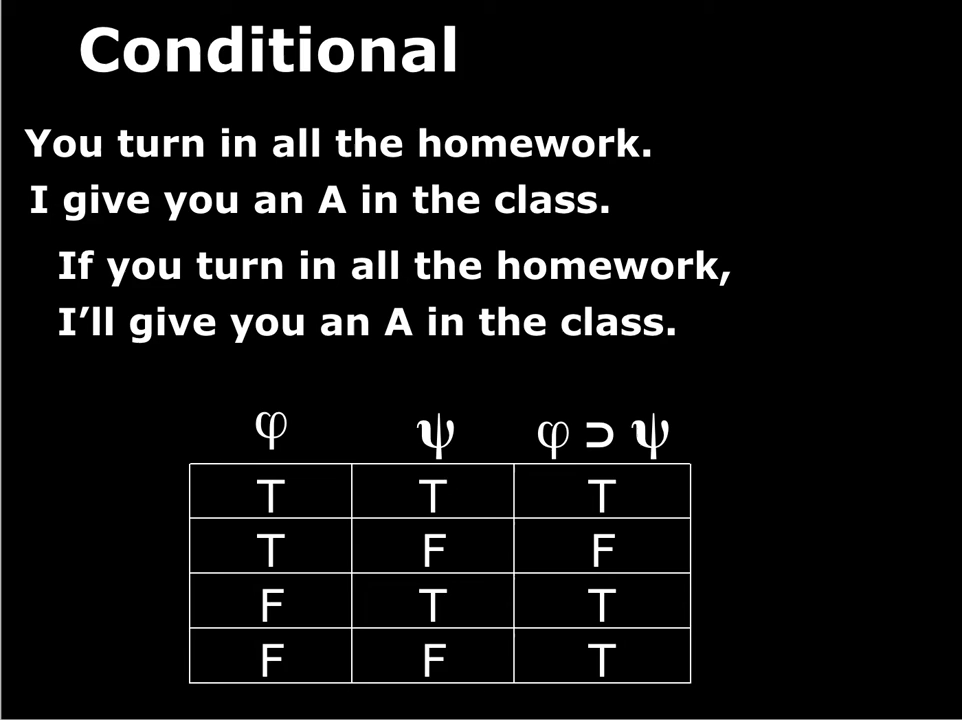 Conditional
You turn in all the homework.
I give you an A in the class.
If you turn in all the homework,
I’ll give you an A in the class.
φ ψ φ ⊃ ψ
T T T
T F F
F T T
F F T